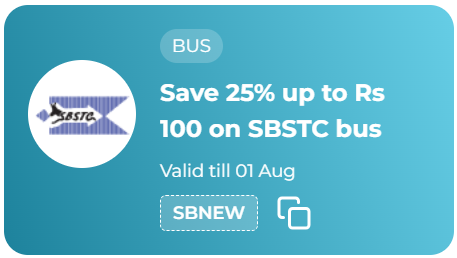 BUS
Save 25% up to Rs
100 on SBSTC bus
SBSTC
Valid till 01 Aug
SBNEW